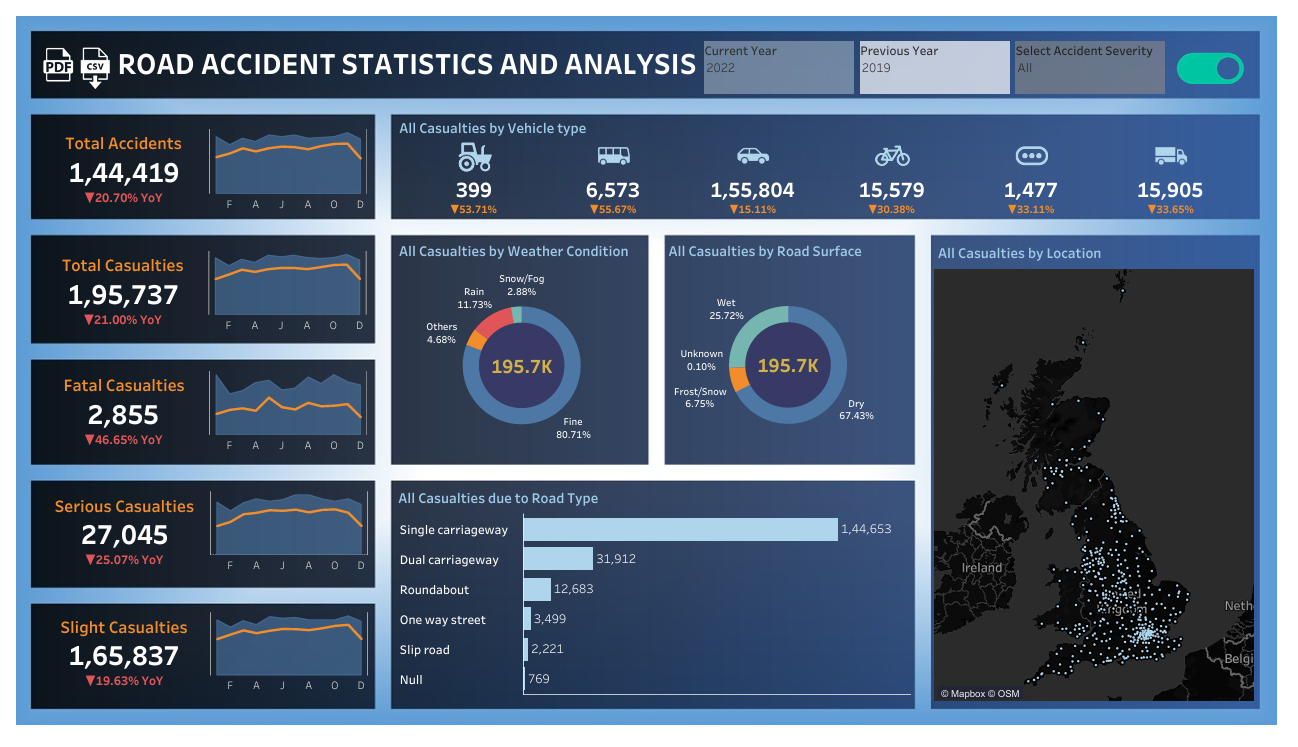 PDF
CSV
ROAD ACCIDENT STATISTICS AND ANALYSIS
Current Year
2022
Previous Year
2019
Select Accident Severity
All
Total Accidents
1,44,419
▼20.70% YoY
F A J A O D
Total Casualties
1,95,737
▼21.00% YoY
F A J A O D
Fatal Casualties
2,855
▼46.65% YoY
F A J A O D
Serious Casualties
27,045
▼25.07% YoY
F A J A O D
Slight Casualties
1,65,837
▼19.63% YoY
F A J A O D
All Casualties by Vehicle type
399 6,573 1,55,804 15,579 1,477 15,905
▼53.71% ▼55.67% ▼15.11% ▼30.38% ▼33.11% ▼33.65%
All Casualties by Weather Condition
Snow/Fog
2.88%
Rain
11.73%
Others
4.68%
195.7K
Fine
80.71%
All Casualties by Road Surface
Wet
25.72%
Unknown
0.10%
Frost/Snow
6.75%
195.7K
Dry
67.43%
All Casualties due to Road Type
Single carriageway 1,44,653
Dual carriageway 31,912
Roundabout 12,683
One way street 3,499
Slip road 2,221
Null 769
All Casualties by Location
Ireland
United
Kingdom
Neth
Belgi
© Mapbox © OSM